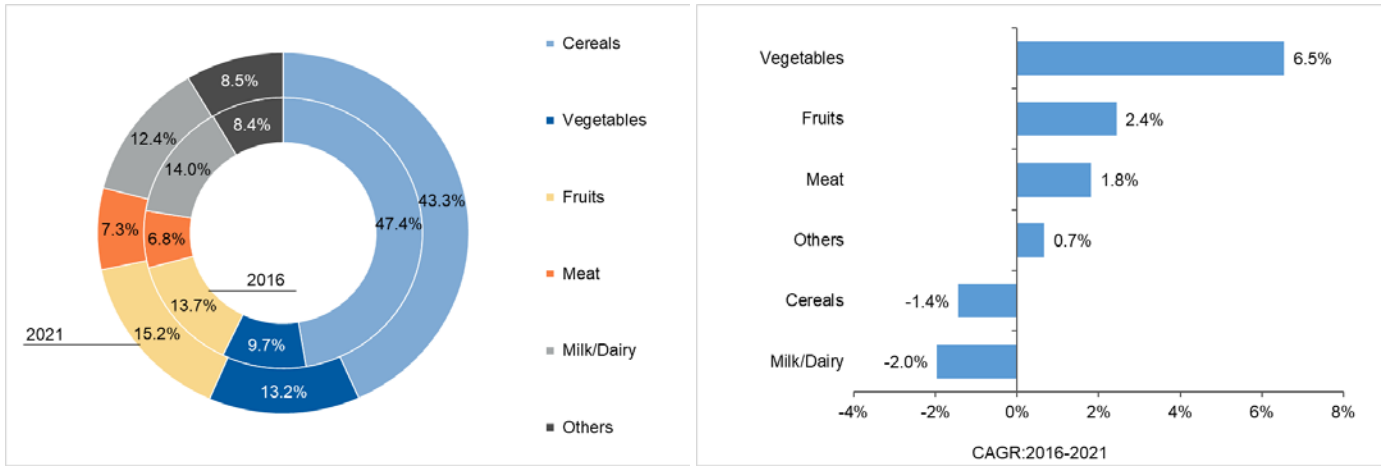 Cereals
Vegetables
Fruits
Meat
Milk/Dairy
Others
8.5%
8.4%
12.4%
14.0%
43.3%
47.4%
7.3%
6.8%
2016
13.7%
2021
15.2%
9.7%
13.2%
Vegetables
6.5%
Fruits
2.4%
Meat
1.8%
Others
0.7%
Cereals
-1.4%
Milk/Dairy
-2.0%
-4% -2% 0% 2% 4% 6% 8%
CAGR:2016-2021